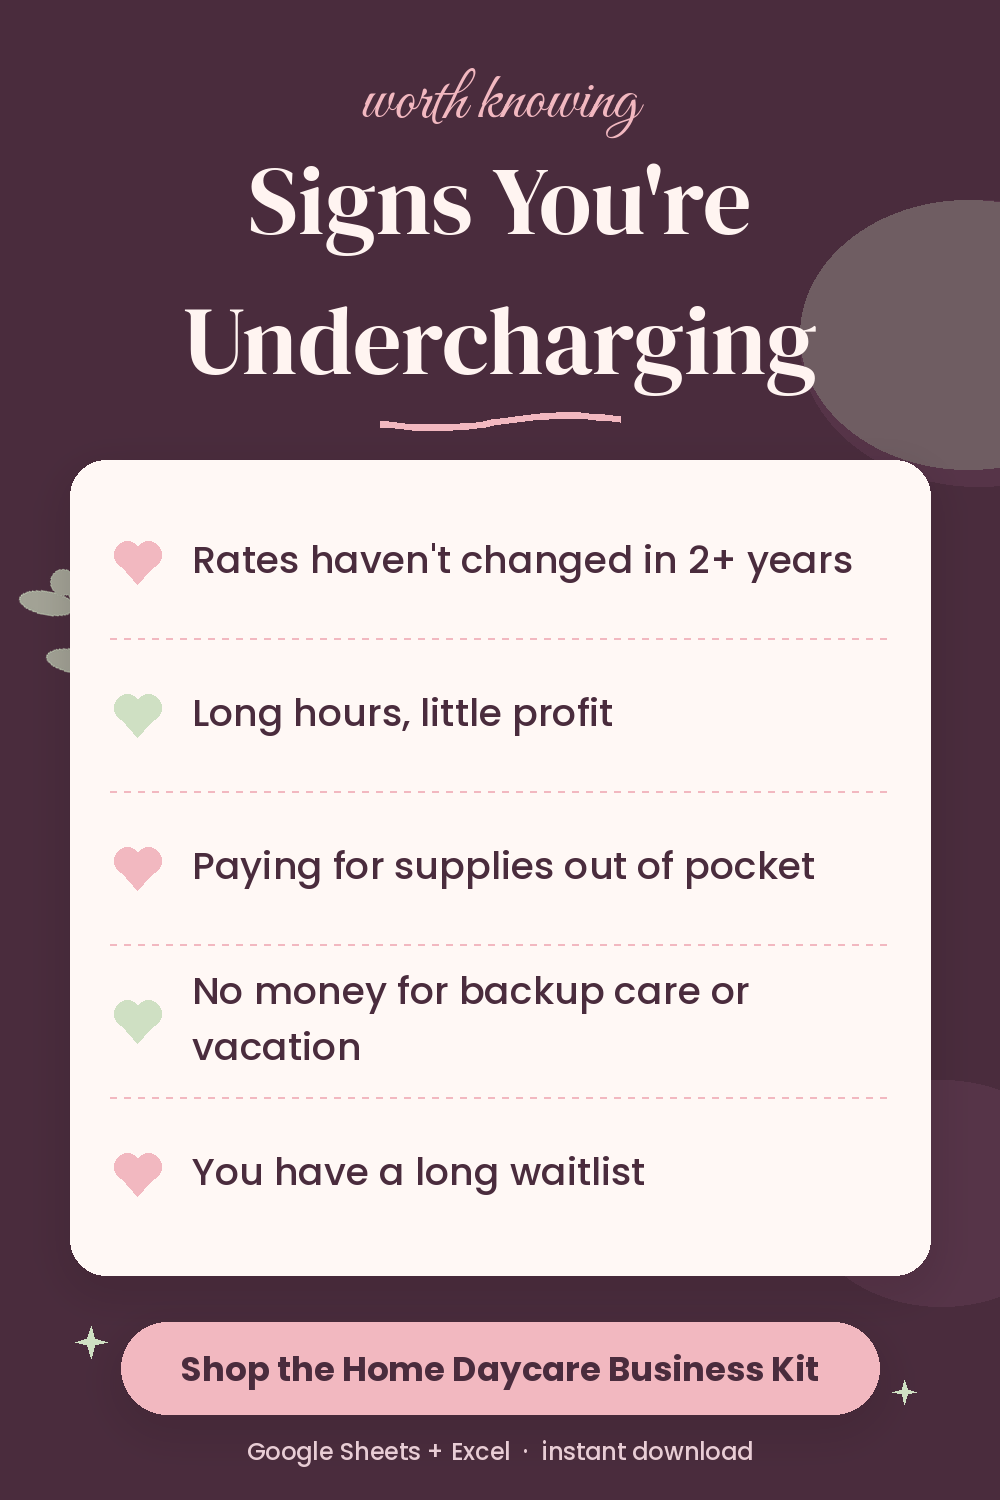 worth knowing
Signs You're
Undercharging
Rates haven't changed in 2+ years
Long hours, little profit
Paying for supplies out of pocket
No money for backup care or
vacation
You have a long waitlist
Shop the Home Daycare Business Kit
Google Sheets + Excel · instant download